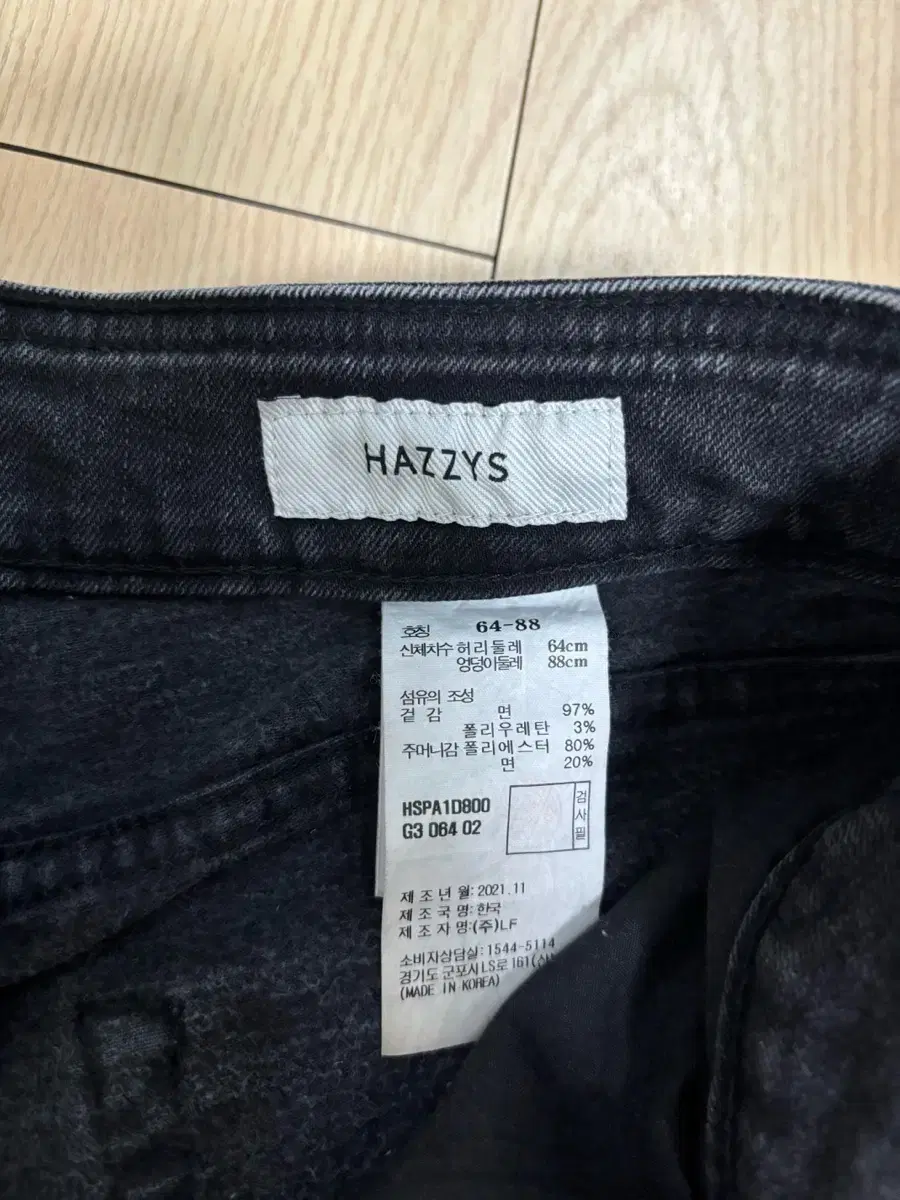 HAZZYS
호칭 64-88
신체치수 허리둘레 64cm
엉덩이둘레 88cm
섬유의 조성
겉감 면 97%
폴리우레탄 3%
주머니감 폴리에스터 80%
면 20%
HSPA1D800
G3 064 02
검사필
제조년월:2021.11
제조국명:한국
제조자명:(주)LF
소비자상담실:1544-5114
경기도 군포시 LS로 161(산
(MADE IN KOREA)